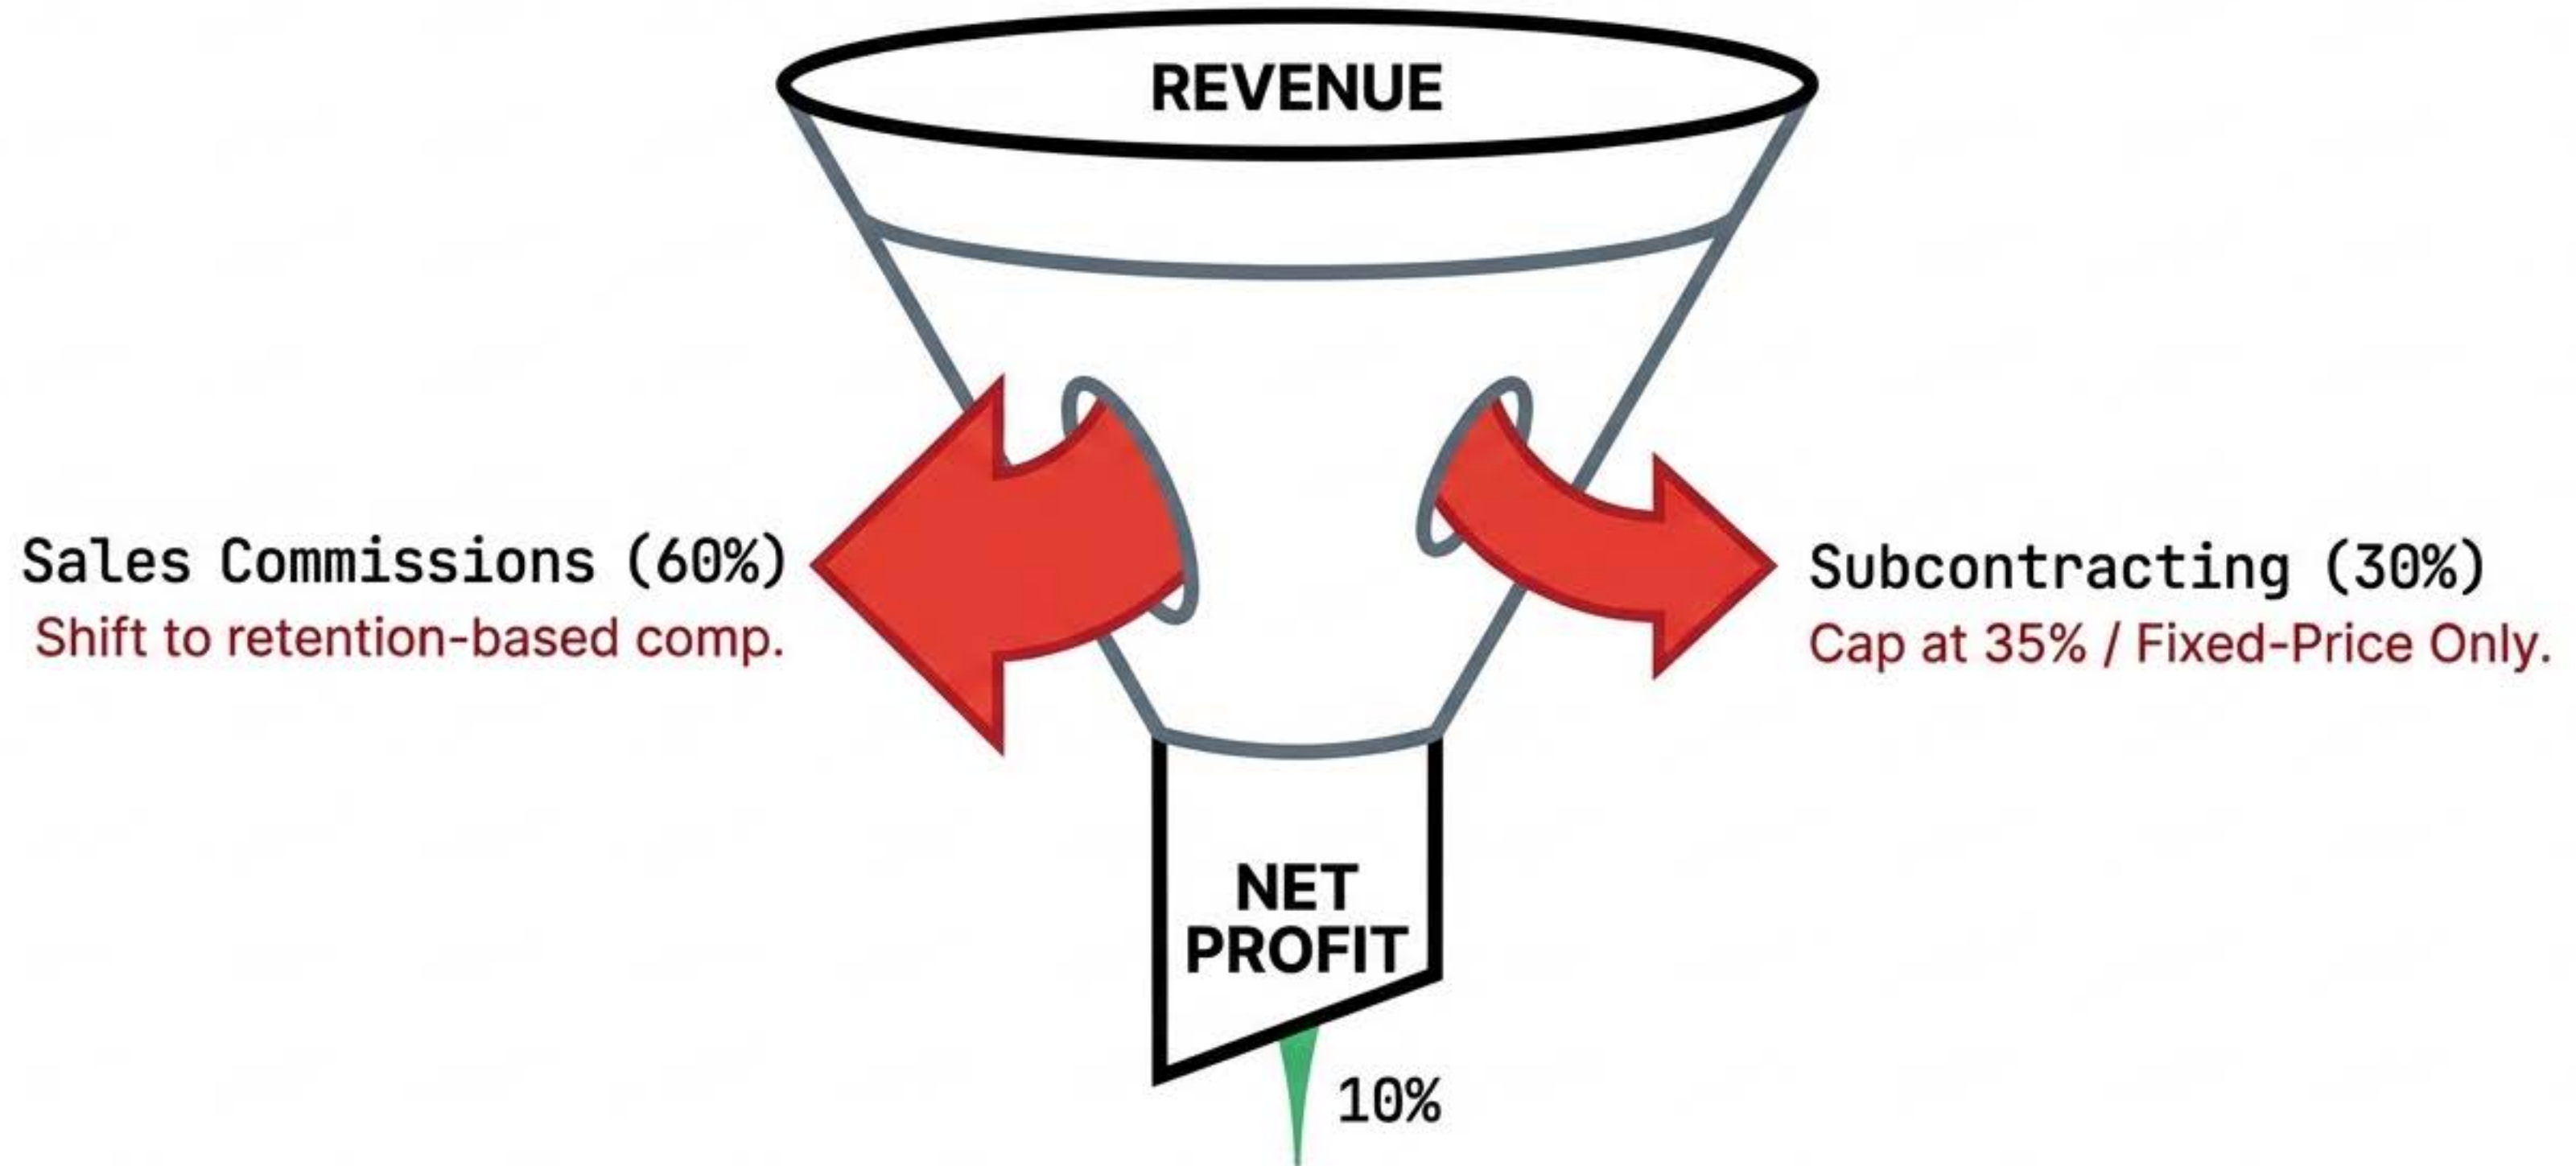 REVENUE
Sales Commissions (60%)
Shift to retention-based comp.
Subcontracting (30%)
Cap at 35% / Fixed-Price Only.
NET
PROFIT
10%